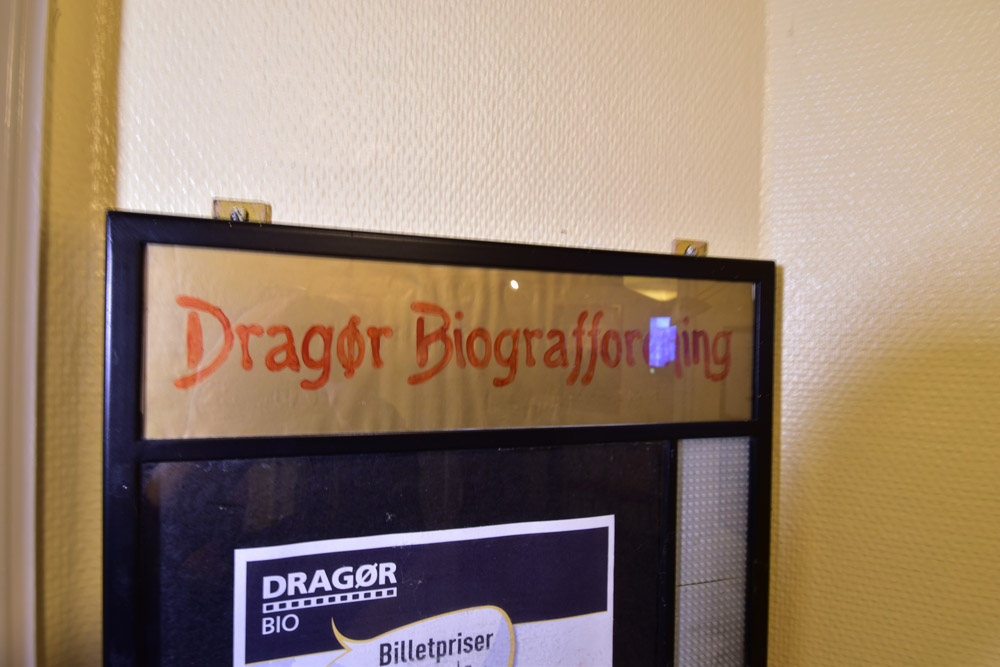 Dragør Biografforening
DRAGØR
BIO
Billetpriser